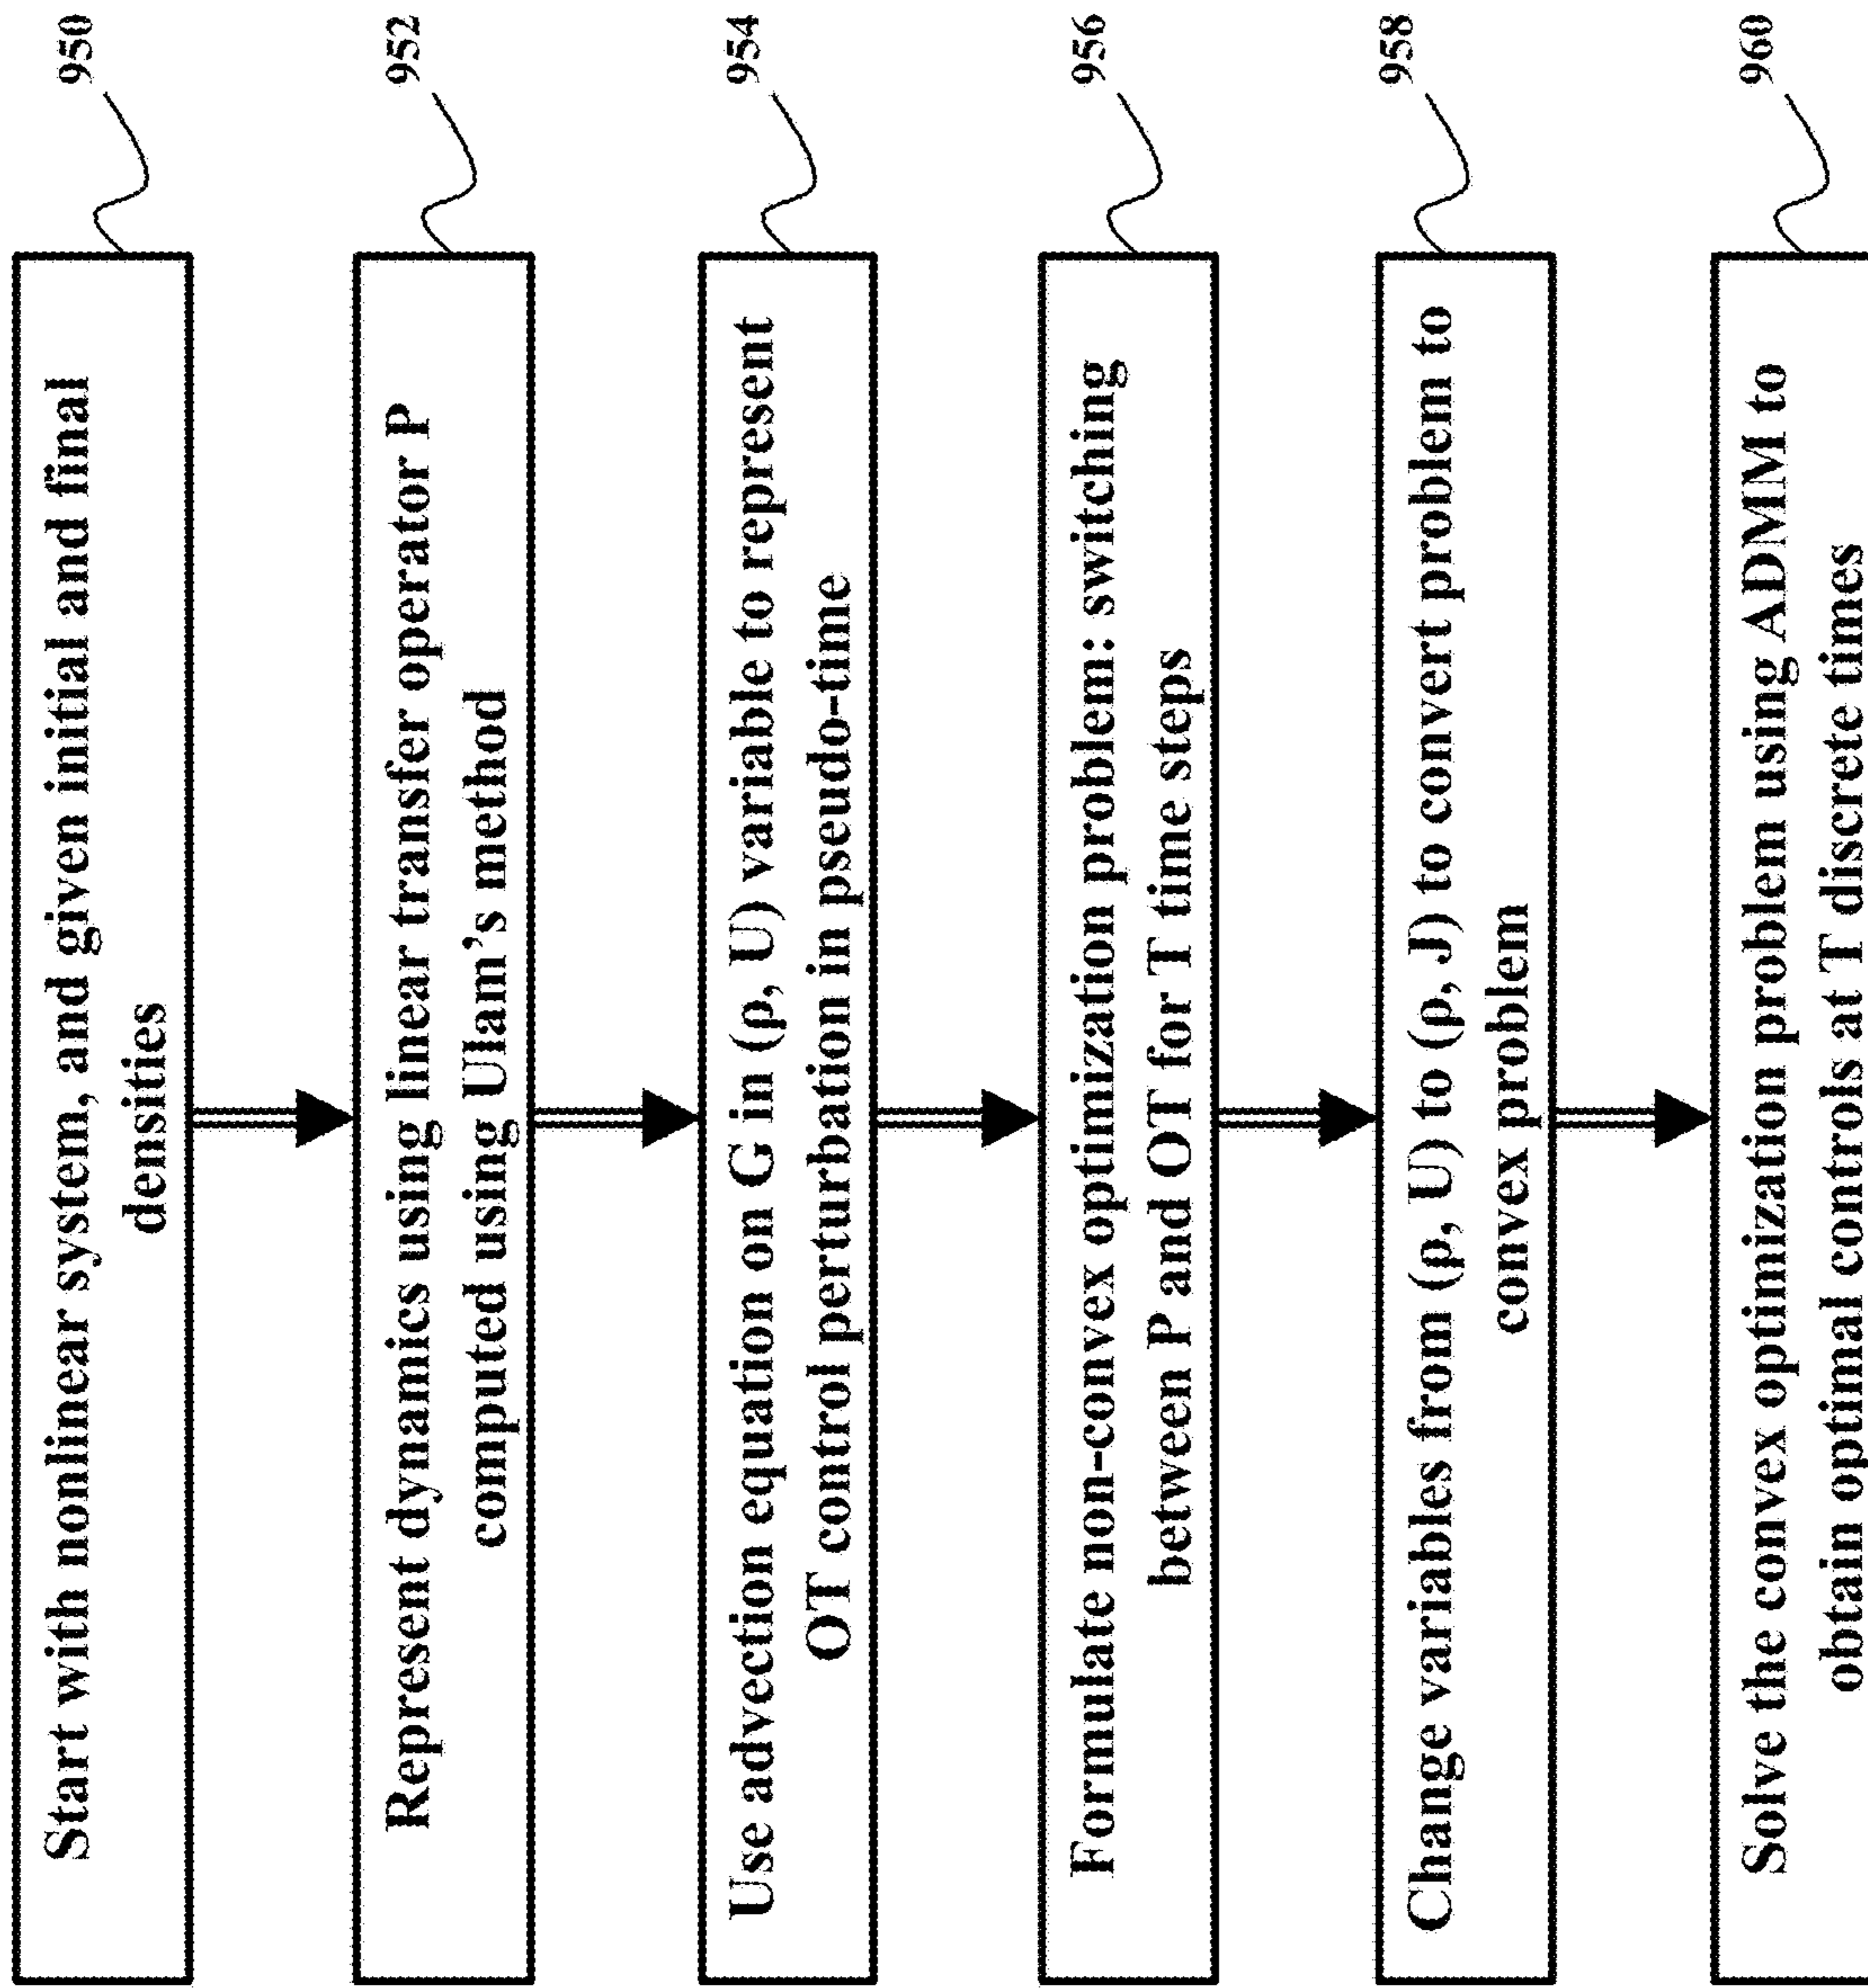 Start with nonlinear system, and given initial and final
densities
950
Represent dynamics using linear transfer operator P
computed using Ulam's method
952
Use advection equation on G in (ρ, U) variable to represent
OT control perturbation in pseudo-time
954
Formulate non-convex optimization problem: switching
between P and OT for T time steps
956
Change variables from (ρ, U) to (ρ, J) to convert problem to
convex problem
958
Solve the convex optimization problem using ADMM to
obtain optimal controls at T discrete times
960